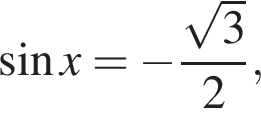 sin x = −√3/2,